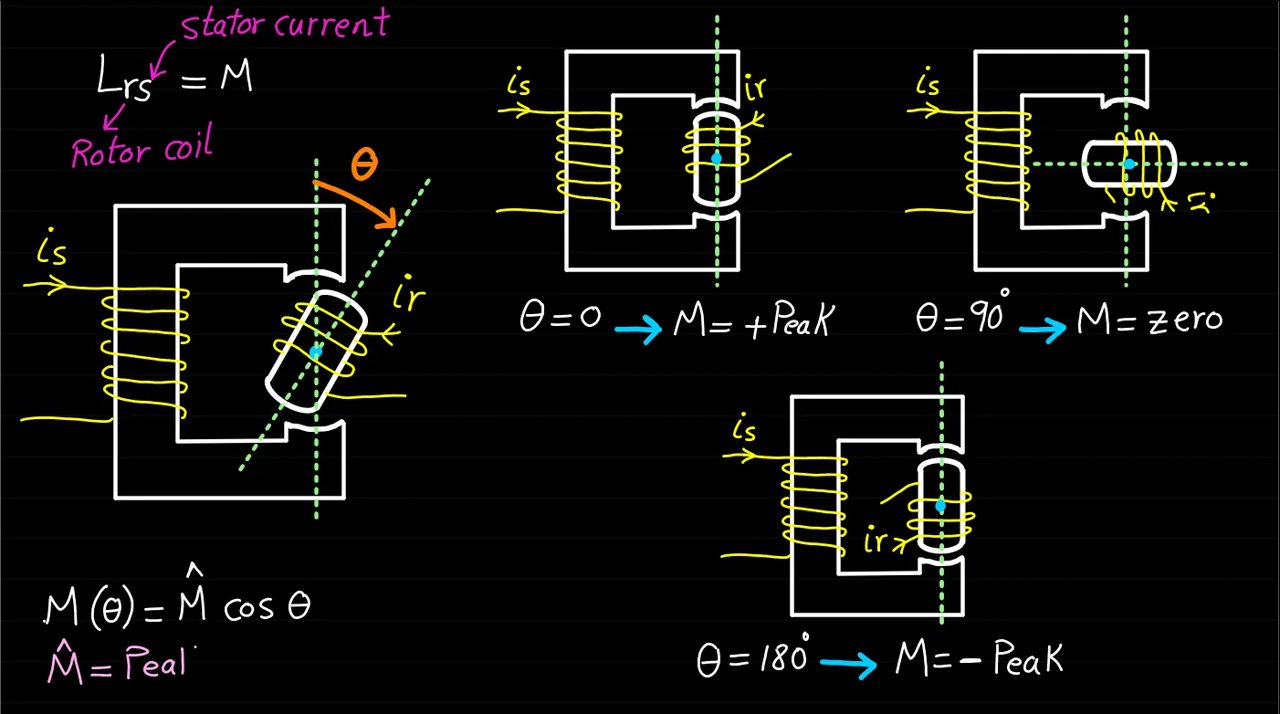 stator current
Lrs = M
Rotor coil
θ
is
ir
M(θ) = M̂ cos θ
M̂ = Peal
is
ir
θ = 0 → M = + PeaK
is
θ = 90° → M = zero
is
ir
θ = 180° → M = - PeaK